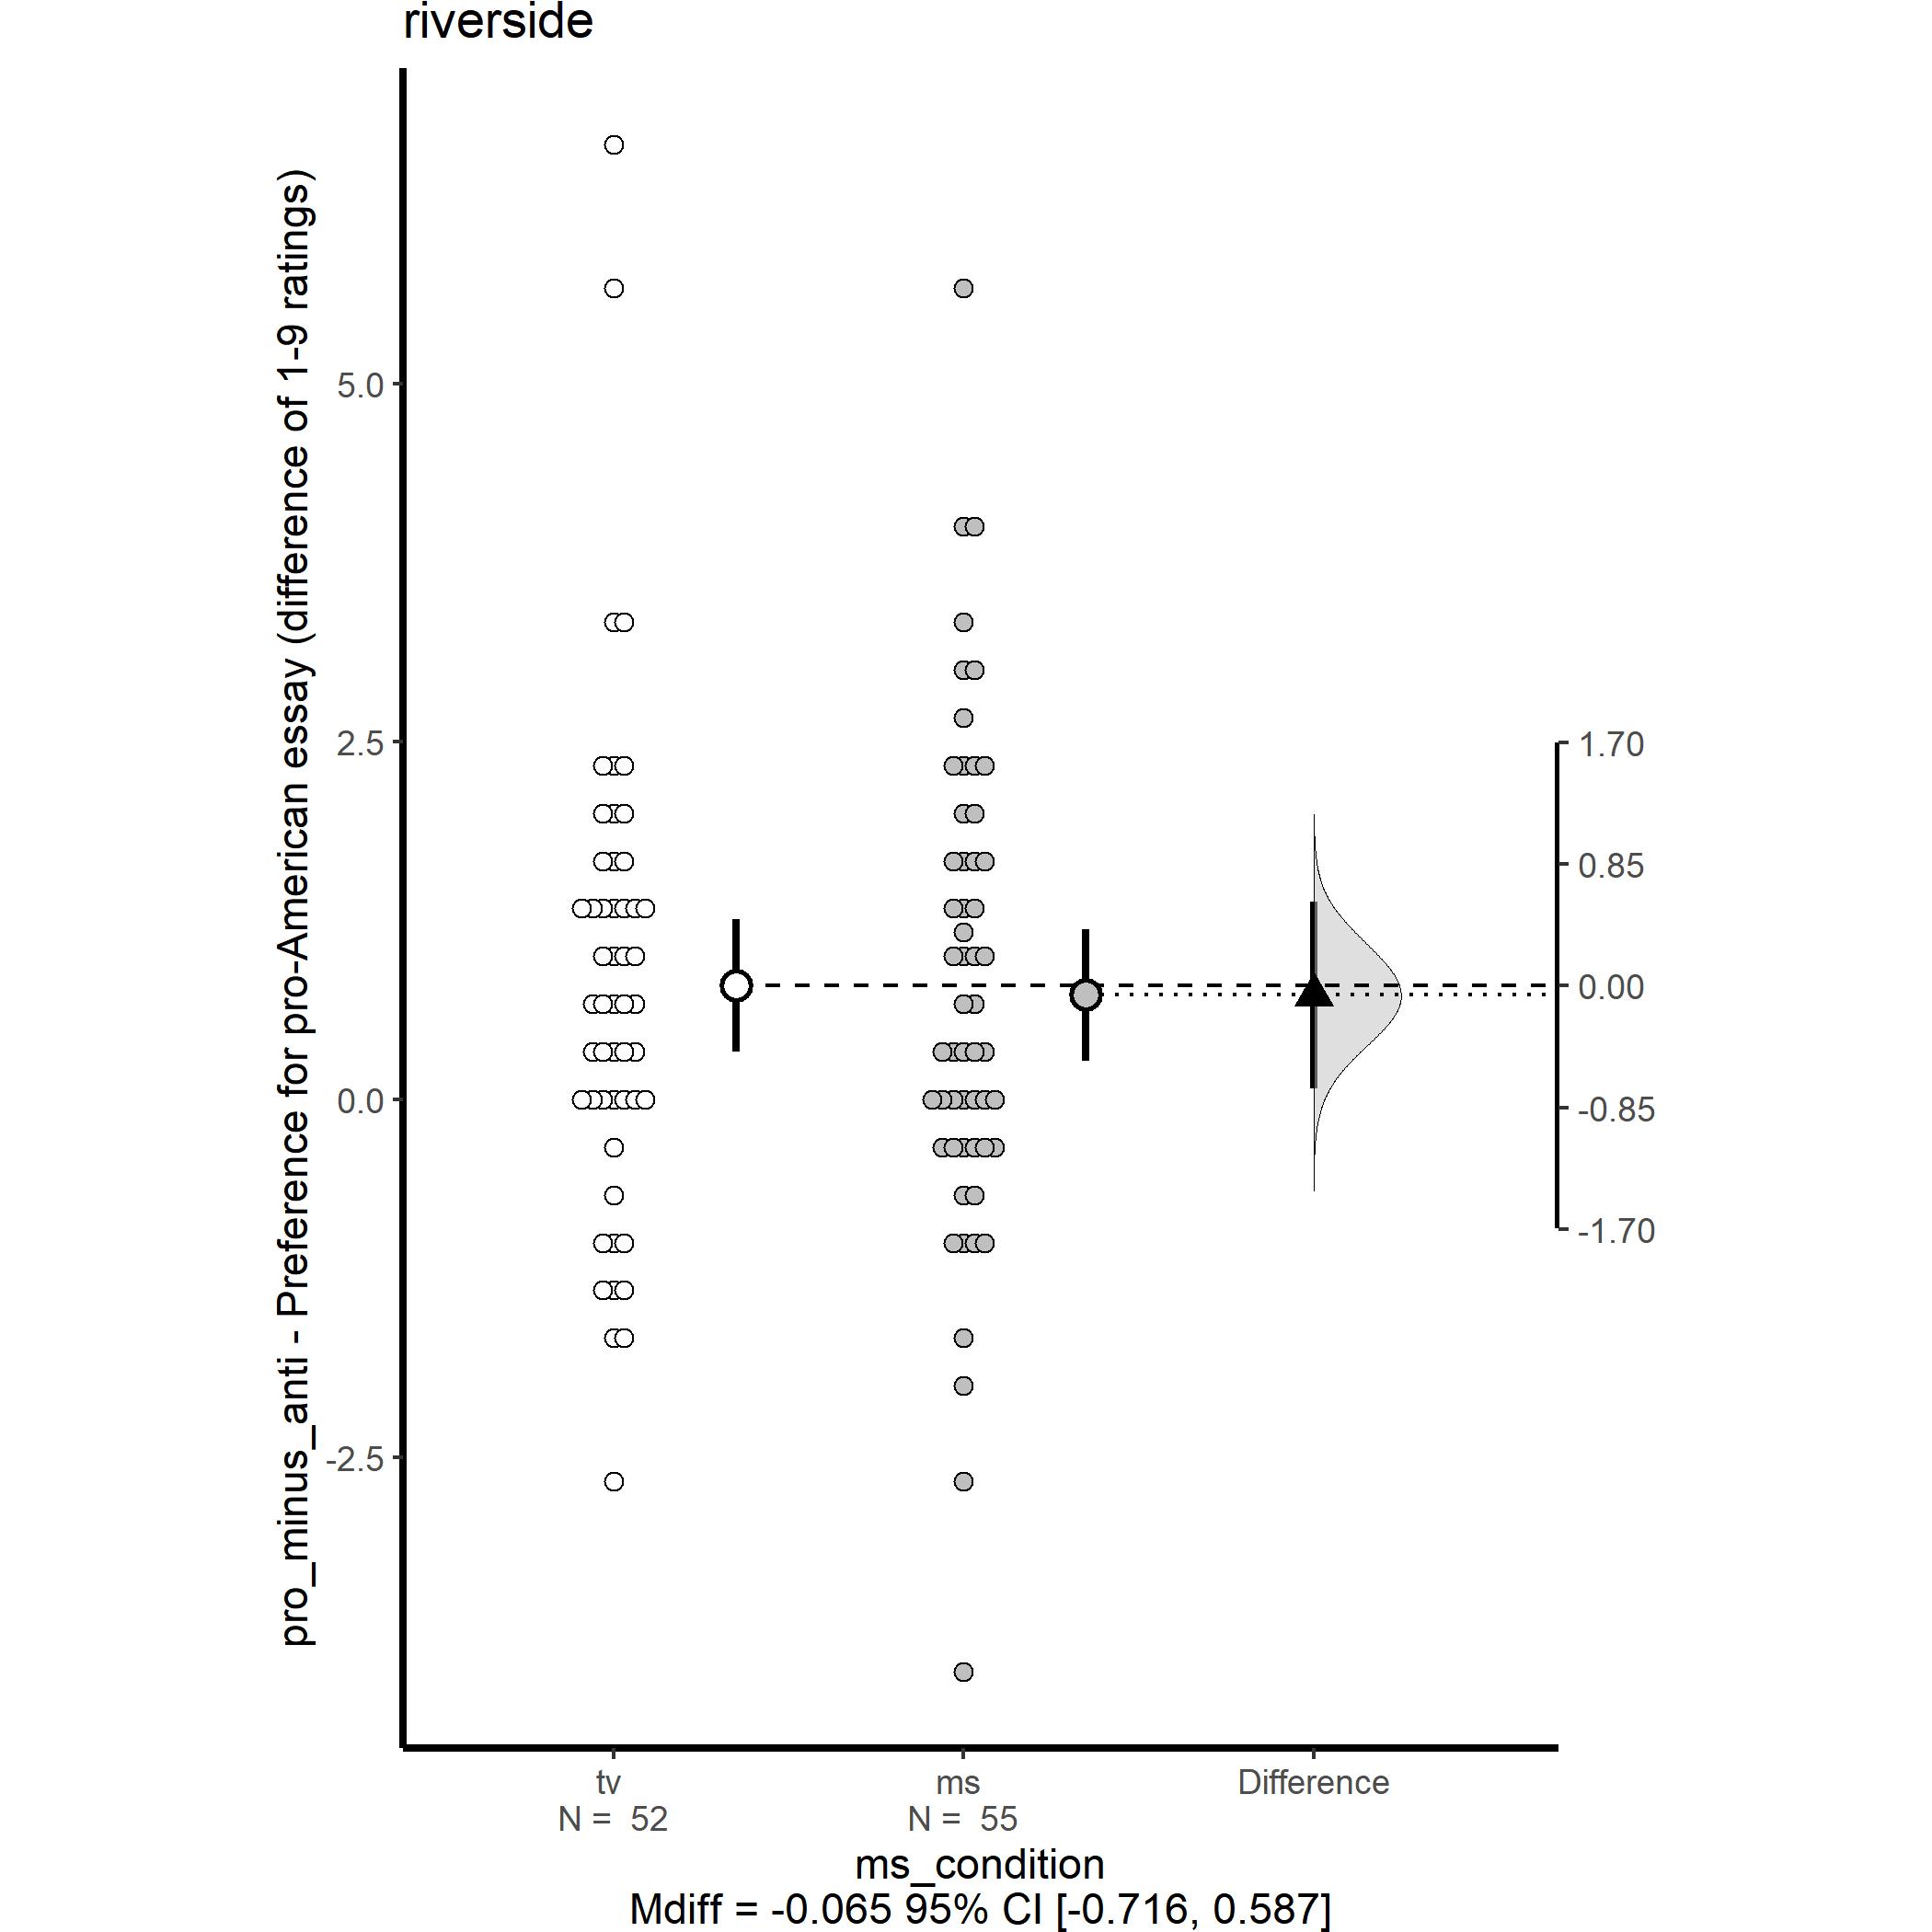 riverside
pro_minus_anti - Preference for pro-American essay (difference of 1-9 ratings)
5.0
2.5
0.0
-2.5
1.70
0.85
0.00
-0.85
-1.70
tv
N =  52
ms
N =  55
Difference
ms_condition
Mdiff = -0.065 95% CI [-0.716, 0.587]